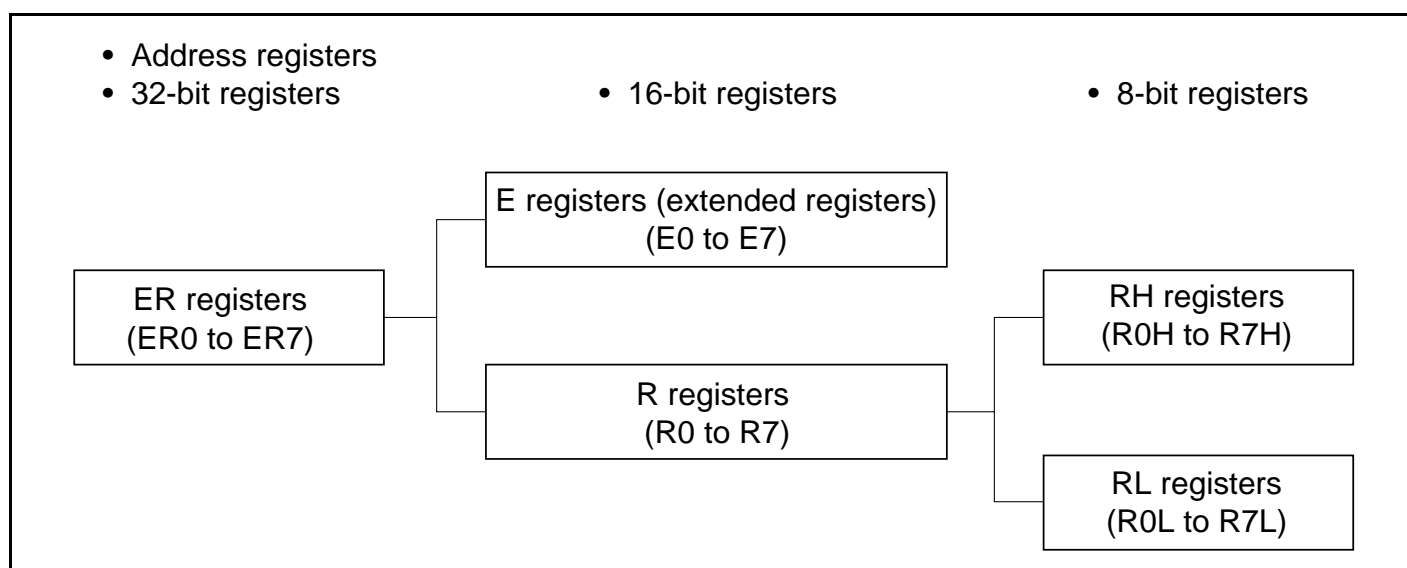 • Address registers
• 32-bit registers
• 16-bit registers
• 8-bit registers
E registers (extended registers)
(E0 to E7)
ER registers
(ER0 to ER7)
RH registers
(R0H to R7H)
R registers
(R0 to R7)
RL registers
(R0L to R7L)